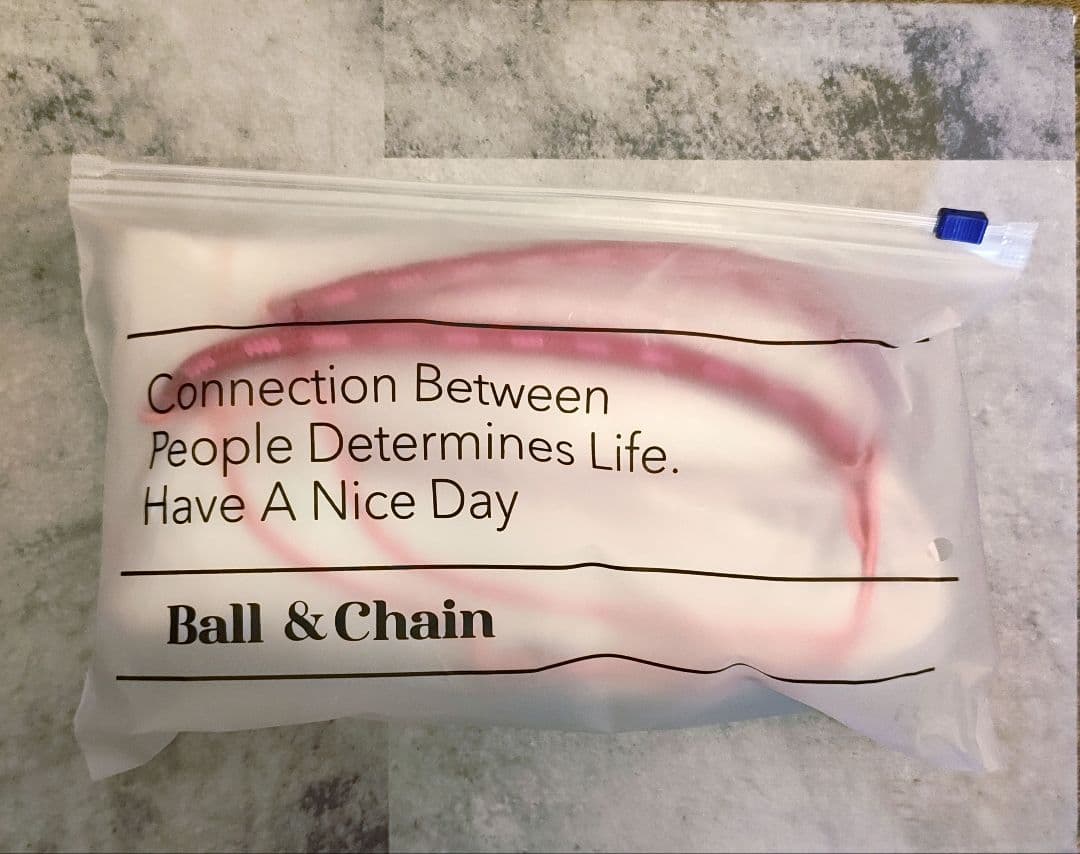 Connection Between
People Determines Life.
Have A Nice Day
Ball & Chain